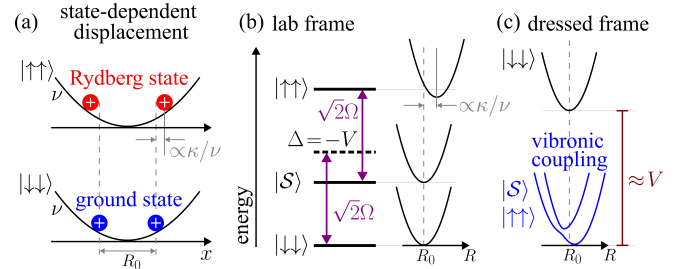 (a) state-dependent
displacement
|↑↑⟩
Rydberg state
ν
+ +
∝κ/ν
|↓↓⟩
ground state
ν
+ +
R₀ x
(b) lab frame
energy
|↑↑⟩
√2Ω
∝κ/ν
Δ=−V
|𝒮⟩
√2Ω
|↓↓⟩
R₀ R
(c) dressed frame
|↓↓⟩
vibronic
coupling
≈V
|𝒮⟩
|↑↑⟩
R₀ R